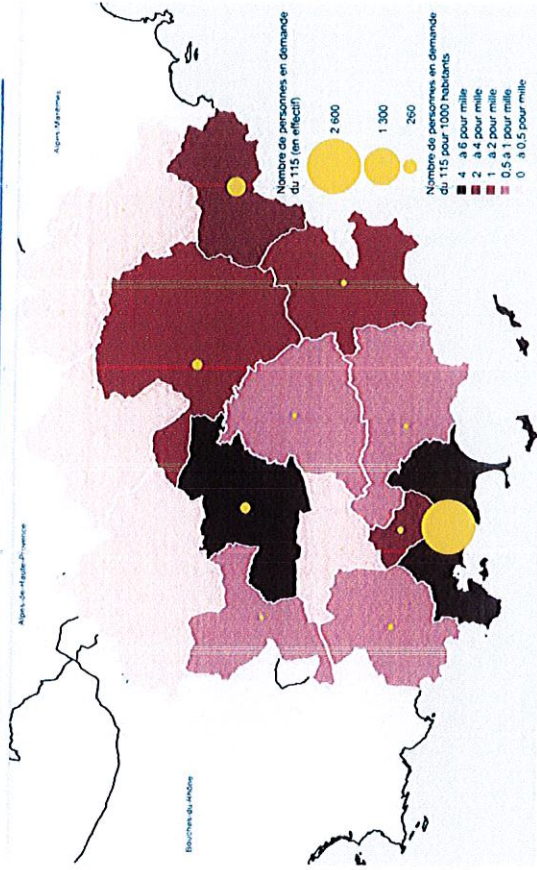 Alpes-de-Haute-Provence
Alpes-Maritimes
Bouches-du-Rhône
Nombre de personnes en demande
du 115 (en effectif)
2 600
1 300
260
Nombre de personnes en demande
du 115 pour 1000 habitants
4 à 6 pour mille
2 à 4 pour mille
1 à 2 pour mille
0,5 à 1 pour mille
0 à 0,5 pour mille